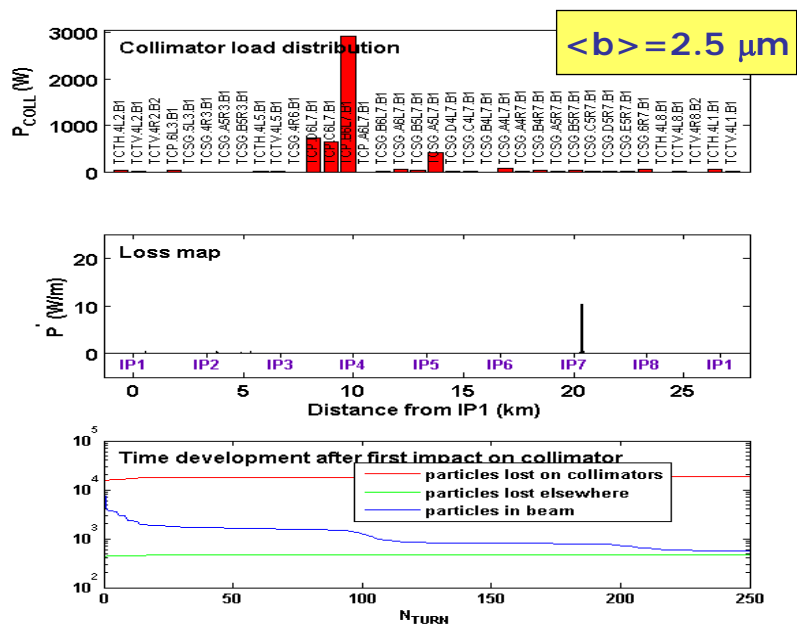 <b>=2.5 μm
Collimator load distribution
P_COLL (W)
3000
2000
1000
0
TCTH.4L2.B1
TCTV.4L2.B1
TCTV.4R2.B2
TCP.6L3.B1
TCSG.5L3.B1
TCSG.4R3.B1
TCSG.A5R3.B1
TCSG.B5R3.B1
TCTH.4L5.B1
TCTV.4L5.B1
TCSG.4R6.B1
TCP.D6L7.B1
TCP.C6L7.B1
TCP.B6L7.B1
TCP.A6L7.B1
TCSG.B6L7.B1
TCSG.A6L7.B1
TCSG.B5L7.B1
TCSG.A5L7.B1
TCSG.D4L7.B1
TCSG.C4L7.B1
TCSG.B4L7.B1
TCSG.A4L7.B1
TCSG.A4R7.B1
TCSG.B4R7.B1
TCSG.A5R7.B1
TCSG.B5R7.B1
TCSG.C5R7.B1
TCSG.D5R7.B1
TCSG.E5R7.B1
TCSG.6R7.B1
TCTH.4L8.B1
TCTV.4L8.B1
TCTV.4R8.B2
TCTH.4L1.B1
TCTV.4L1.B1
Loss map
P' (W/m)
20
10
0
IP1 IP2 IP3 IP4 IP5 IP6 IP7 IP8 IP1
0 5 10 15 20 25
Distance from IP1 (km)
Time development after first impact on collimator
particles lost on collimators
particles lost elsewhere
particles in beam
10^5
10^4
10^3
10^2
0 50 100 150 200 250
N_TURN